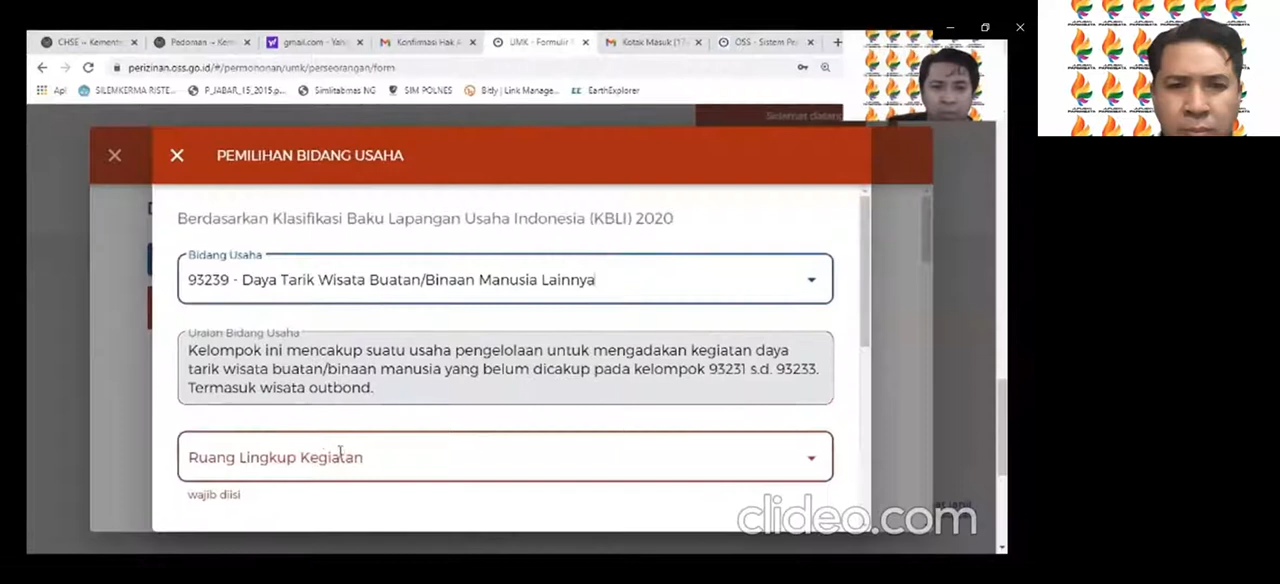 CHSE – Kemente
Pedoman – Kem
gmail.com - Yah
Konfirmasi Hak A
UMK - Formulir
Kotak Masuk (17
OSS - Sistem Pe
perizinan.oss.go.id/#/permohonan/umk/perseorangan/form
Apl
SILEMKERMA RISTE...
P_JABAR_15_2015.p...
Simlitabmas NG
SIM POLNES
Bitly | Link Manage...
EarthExplorer
Selamat datang
PEMILIHAN BIDANG USAHA
Berdasarkan Klasifikasi Baku Lapangan Usaha Indonesia (KBLI) 2020
Bidang Usaha
93239 - Daya Tarik Wisata Buatan/Binaan Manusia Lainnya
Uraian Bidang Usaha
Kelompok ini mencakup suatu usaha pengelolaan untuk mengadakan kegiatan daya
tarik wisata buatan/binaan manusia yang belum dicakup pada kelompok 93231 s.d. 93233.
Termasuk wisata outbond.
Ruang Lingkup Kegiatan
wajib diisi
clideo.com